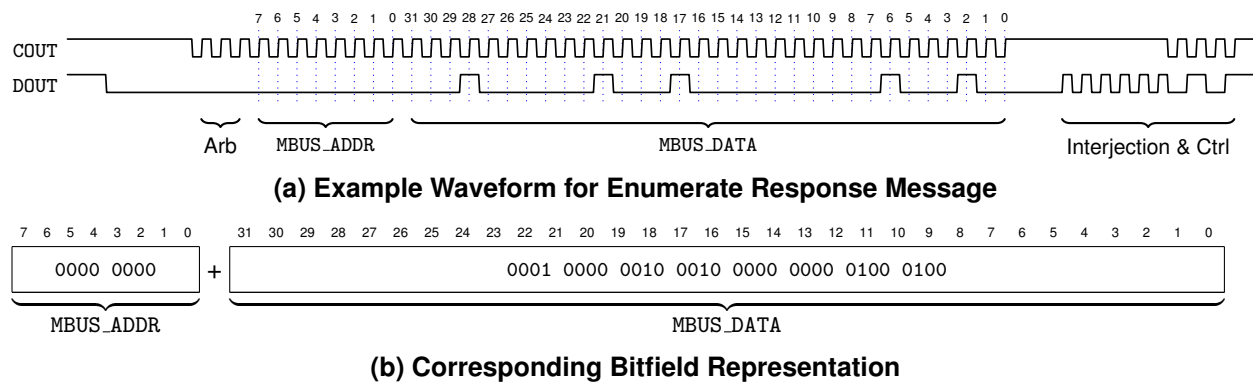 7 6 5 4 3 2 1 0 31 30 29 28 27 26 25 24 23 22 21 20 19 18 17 16 15 14 13 12 11 10 9 8 7 6 5 4 3 2 1 0
COUT
DOUT
Arb MBUS_ADDR MBUS_DATA Interjection & Ctrl
(a) Example Waveform for Enumerate Response Message
7 6 5 4 3 2 1 0 31 30 29 28 27 26 25 24 23 22 21 20 19 18 17 16 15 14 13 12 11 10 9 8 7 6 5 4 3 2 1 0
0000 0000 + 0001 0000 0010 0010 0000 0000 0100 0100
MBUS_ADDR MBUS_DATA
(b) Corresponding Bitfield Representation